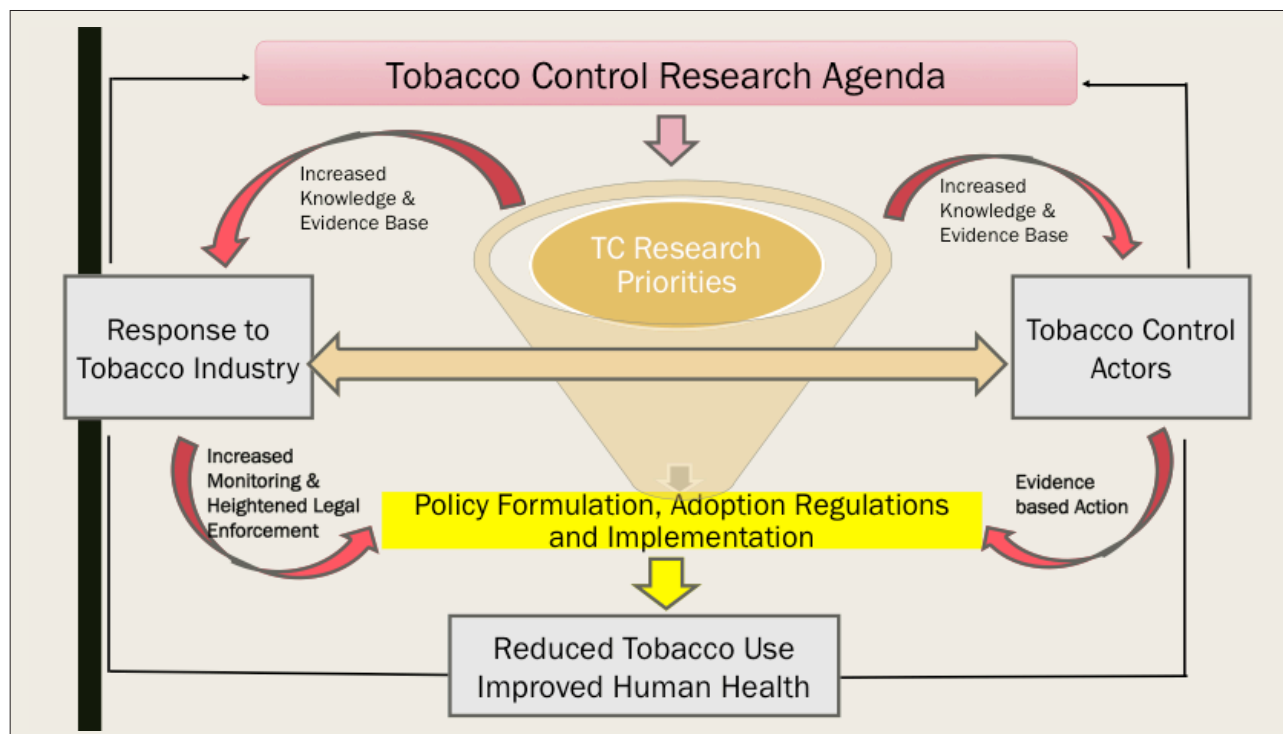 Tobacco Control Research Agenda
Increased
Knowledge &
Evidence Base
Increased
Knowledge &
Evidence Base
TC Research
Priorities
Response to
Tobacco Industry
Tobacco Control
Actors
Increased
Monitoring &
Heightened Legal
Enforcement
Evidence
based Action
Policy Formulation, Adoption Regulations
and Implementation
Reduced Tobacco Use
Improved Human Health